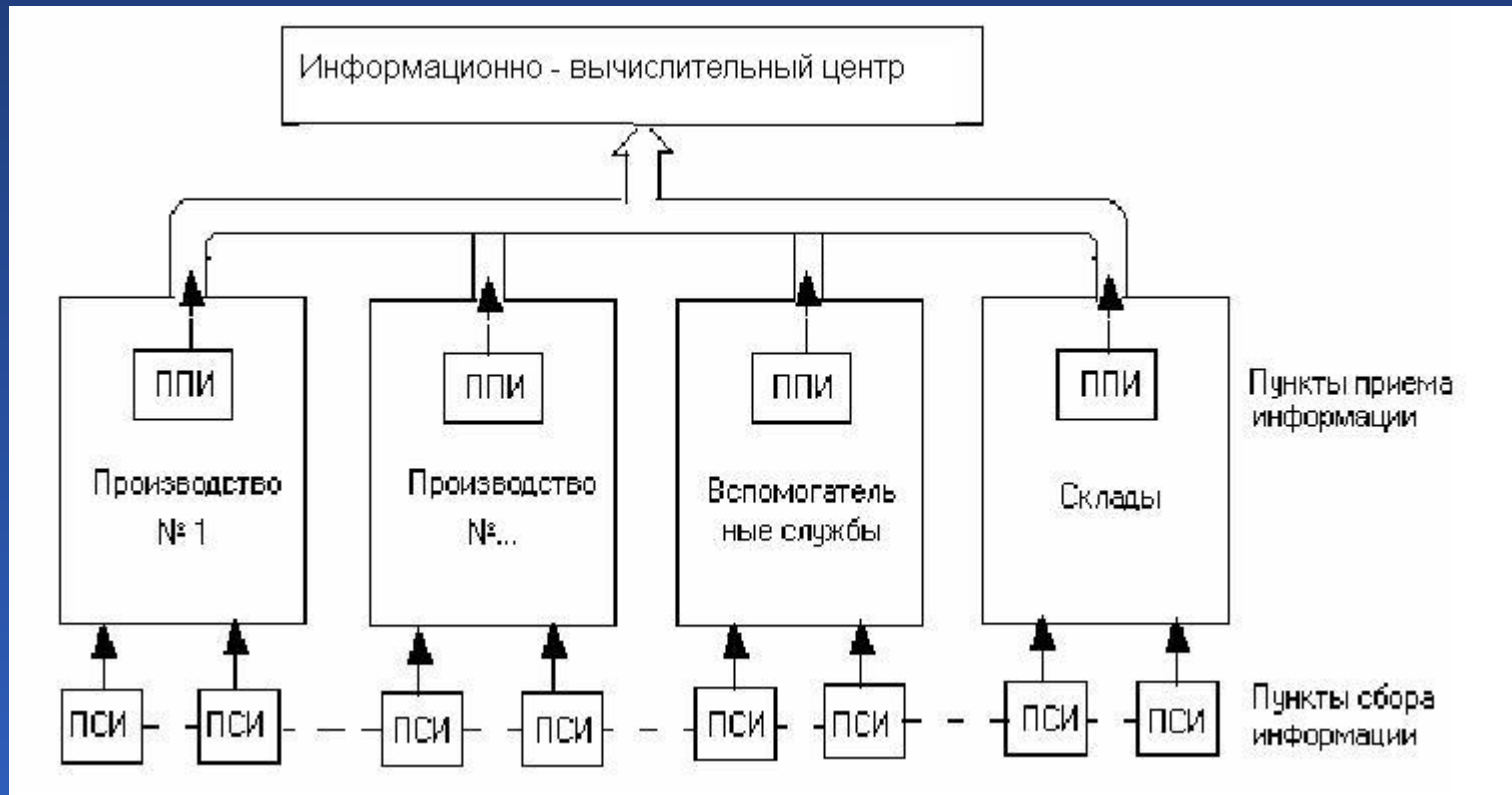 Информационно - вычислительный центр
ППИ
ППИ
ППИ
ППИ
Пункты приема
информации
Производство
№ 1
Производство
№...
Вспомогатель
ные службы
Склады
ПСИ
ПСИ
ПСИ
ПСИ
ПСИ
ПСИ
ПСИ
ПСИ
Пункты сбора
информации